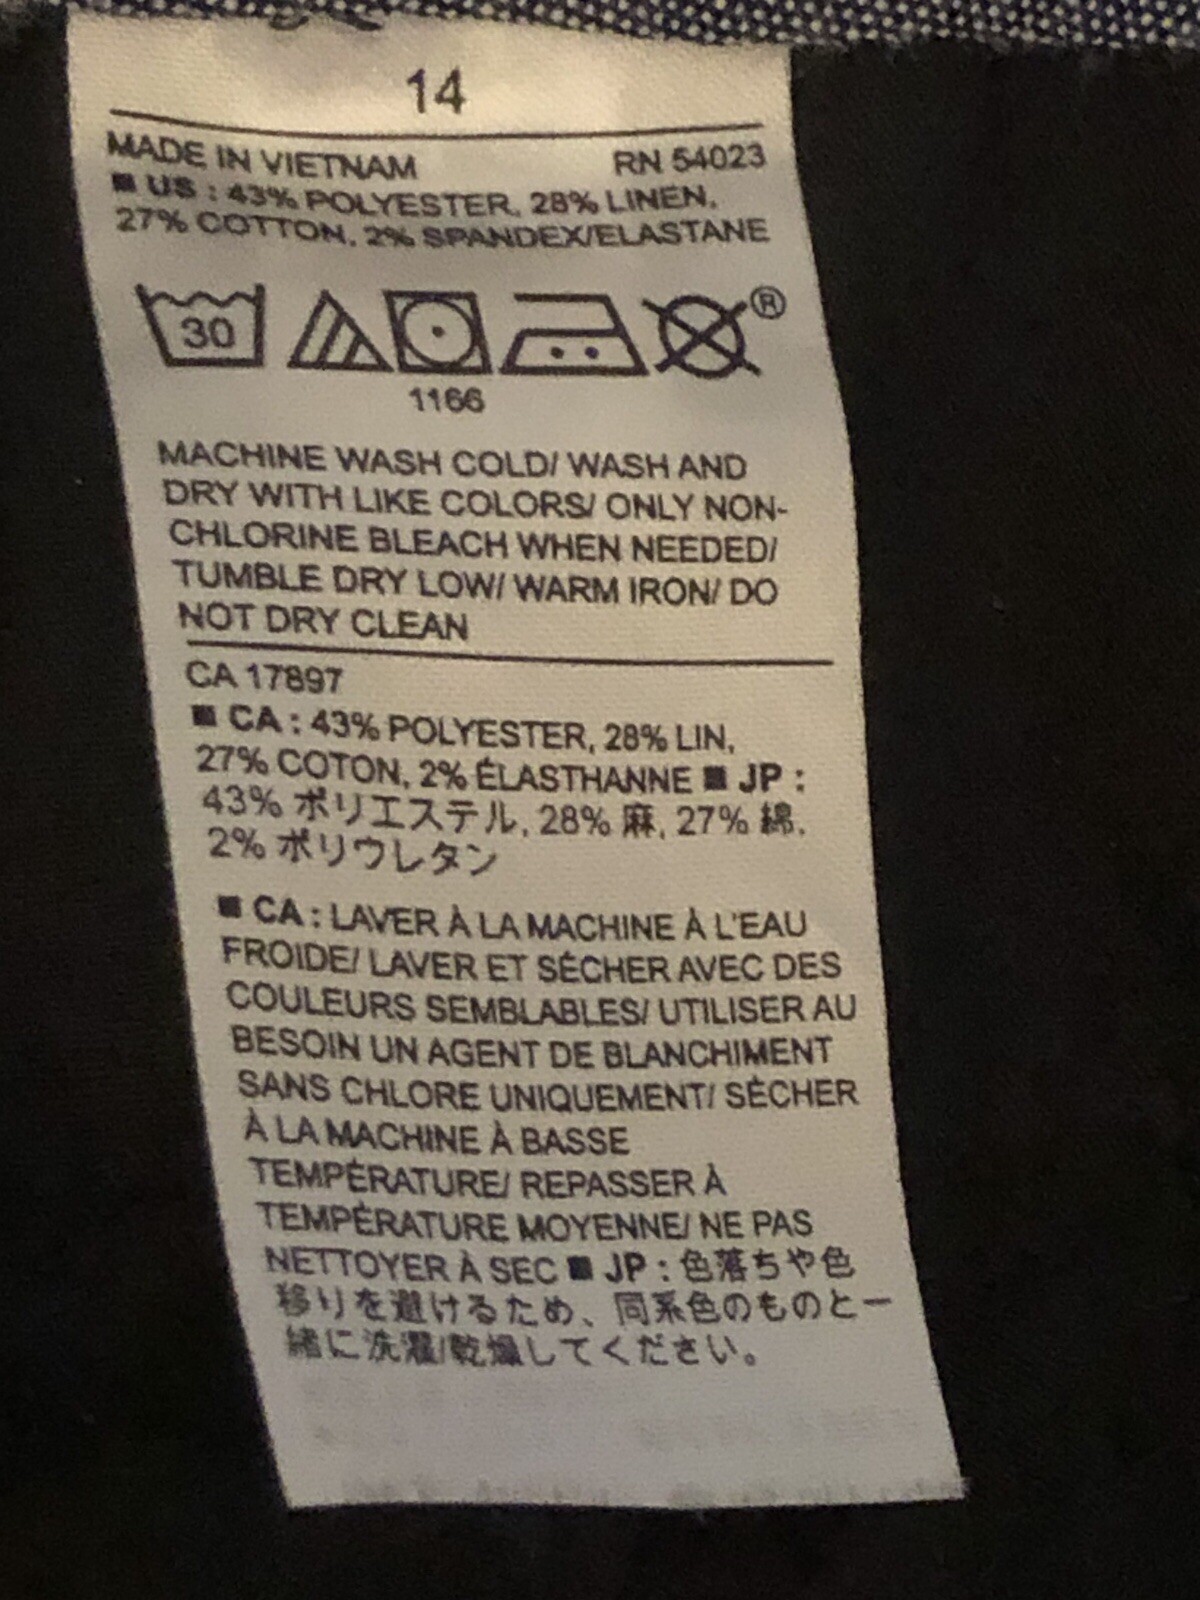 14
MADE IN VIETNAM RN 54023
■ US : 43% POLYESTER, 28% LINEN,
27% COTTON, 2% SPANDEX/ELASTANE
30
®
1166
MACHINE WASH COLD/ WASH AND
DRY WITH LIKE COLORS/ ONLY NON-
CHLORINE BLEACH WHEN NEEDED/
TUMBLE DRY LOW/ WARM IRON/ DO
NOT DRY CLEAN
CA 17897
■ CA : 43% POLYESTER, 28% LIN,
27% COTON, 2% ÉLASTHANNE ■ JP :
43% ポリエステル, 28% 麻, 27% 綿,
2% ポリウレタン
■ CA : LAVER À LA MACHINE À L'EAU
FROIDE/ LAVER ET SÉCHER AVEC DES
COULEURS SEMBLABLES/ UTILISER AU
BESOIN UN AGENT DE BLANCHIMENT
SANS CHLORE UNIQUEMENT/ SÉCHER
À LA MACHINE À BASSE
TEMPÉRATURE/ REPASSER À
TEMPÉRATURE MOYENNE/ NE PAS
NETTOYER À SEC ■ JP : 色落ちや色
移りを避けるため、同系色のものと一
緒に洗濯/乾燥してください。